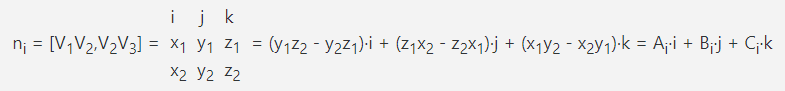 i j k
nᵢ = [V₁V₂,V₂V₃] = x₁ y₁ z₁ = (y₁z₂ - y₂z₁)·i + (z₁x₂ - z₂x₁)·j + (x₁y₂ - x₂y₁)·k = Aᵢ·i + Bᵢ·j + Cᵢ·k
x₂ y₂ z₂